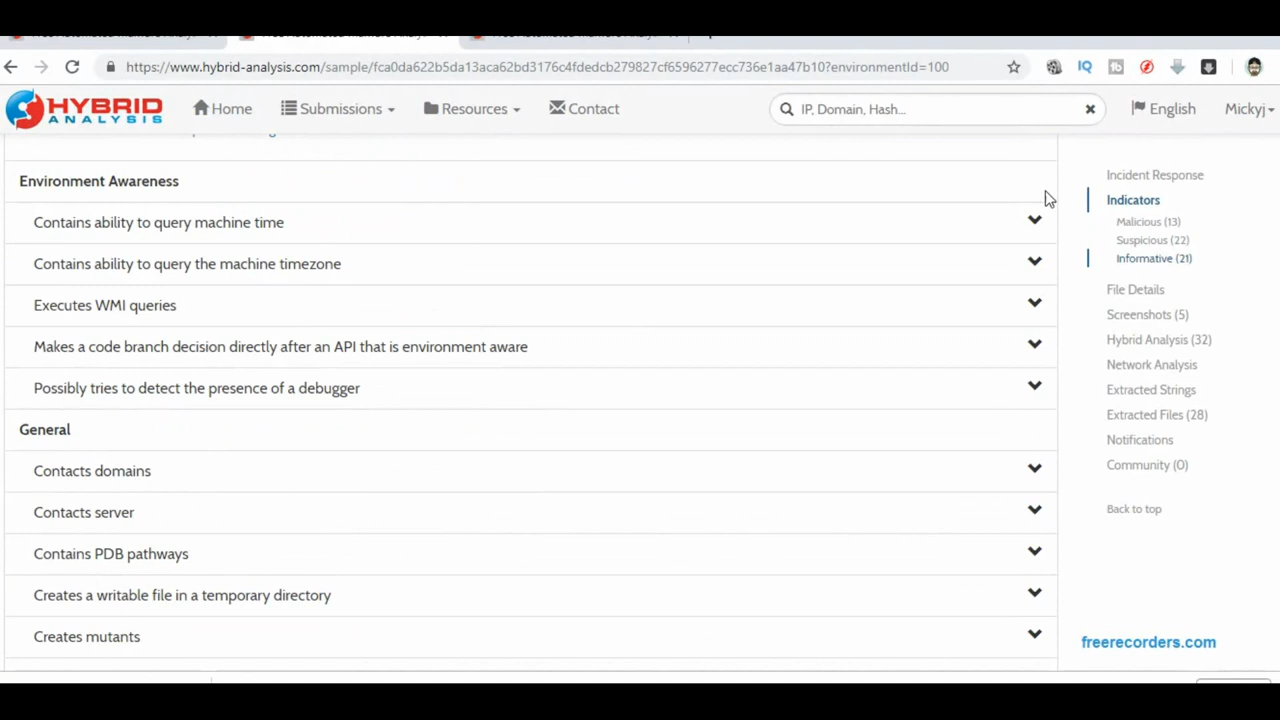 https://www.hybrid-analysis.com/sample/fca0da622b5da13aca62bd3176c4fdedcb279827cf6596277ecc736e1aa47b10?environmentId=100
HYBRID
ANALYSIS
Home
Submissions
Resources
Contact
IP, Domain, Hash...
English
Mickyj
Environment Awareness
Contains ability to query machine time
Contains ability to query the machine timezone
Executes WMI queries
Makes a code branch decision directly after an API that is environment aware
Possibly tries to detect the presence of a debugger
General
Contacts domains
Contacts server
Contains PDB pathways
Creates a writable file in a temporary directory
Creates mutants
Incident Response
Indicators
Malicious (13)
Suspicious (22)
Informative (21)
File Details
Screenshots (5)
Hybrid Analysis (32)
Network Analysis
Extracted Strings
Extracted Files (28)
Notifications
Community (0)
Back to top
freerecorders.com